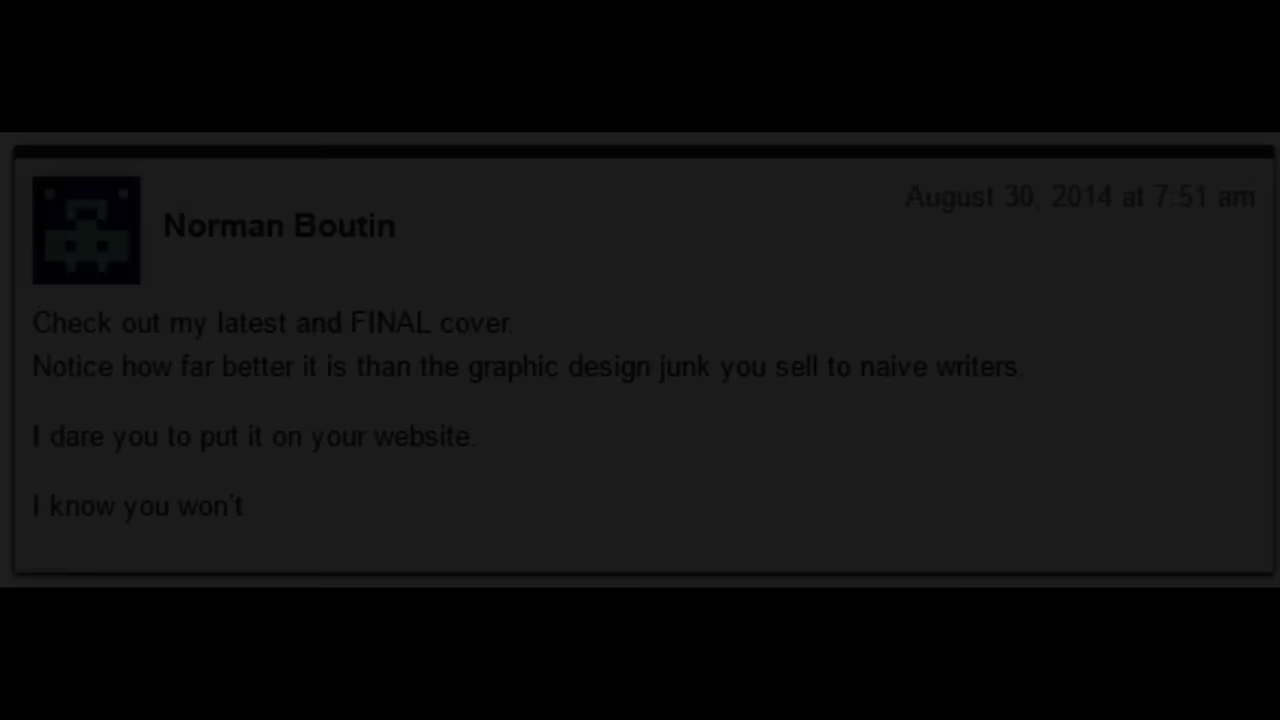 August 30, 2014 at 7:51 am
Norman Boutin
Check out my latest and FINAL cover.
Notice how far better it is than the graphic design junk you sell to naive writers.
I dare you to put it on your website.
I know you won't